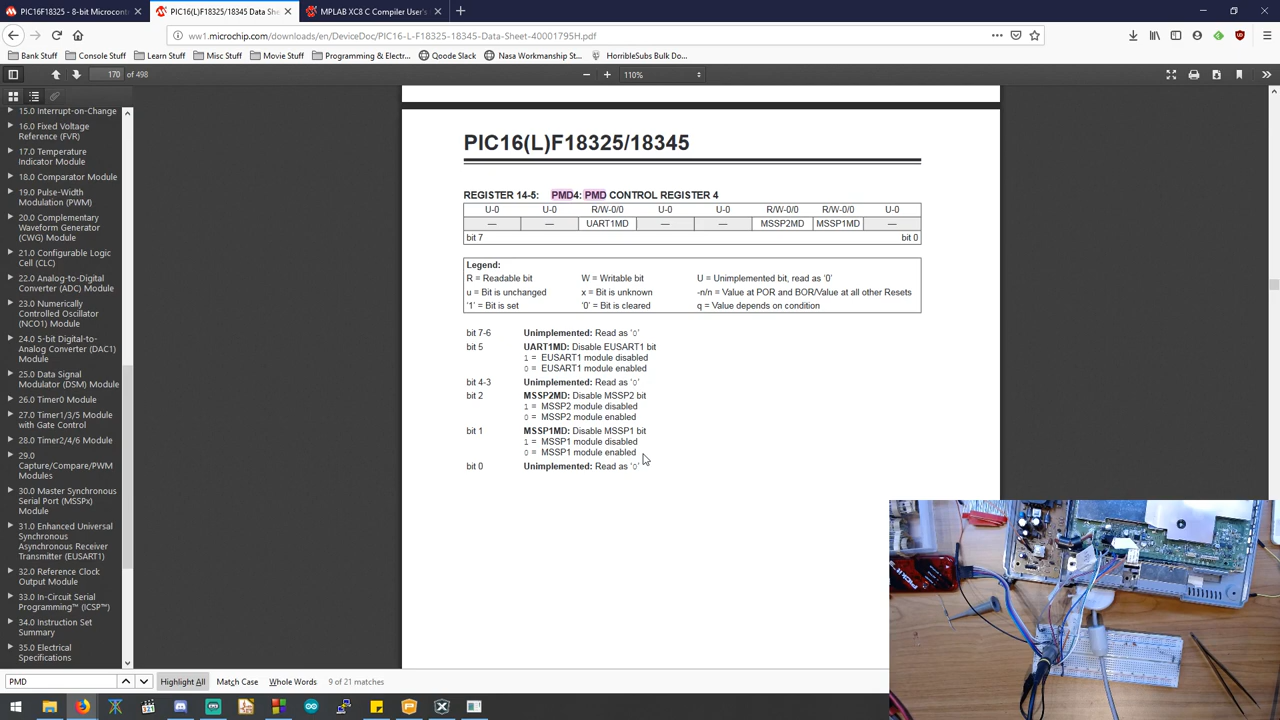 PIC16F18325 - 8-bit Microcont
PIC16(L)F18325/18345 Data She
MPLAB XC8 C Compiler User's
ww1.microchip.com/downloads/en/DeviceDoc/PIC16-L-F18325-18345-Data-Sheet-40001795H.pdf
Bank Stuff
Console Stuff
Learn Stuff
Misc Stuff
Movie Stuff
Programming & Electr...
Qoode Slack
Nasa Workmanship St...
HorribleSubs Bulk Do...
170 of 498
110%
15.0 Interrupt-on-Change
16.0 Fixed Voltage
Reference (FVR)
17.0 Temperature
Indicator Module
18.0 Comparator Module
19.0 Pulse-Width
Modulation (PWM)
20.0 Complementary
Waveform Generator
(CWG) Module
21.0 Configurable Logic
Cell (CLC)
22.0 Analog-to-Digital
Converter (ADC) Module
23.0 Numerically
Controlled Oscillator
(NCO1) Module
24.0 5-bit Digital-to-
Analog Converter (DAC1)
Module
25.0 Data Signal
Modulator (DSM) Module
26.0 Timer0 Module
27.0 Timer1/3/5 Module
with Gate Control
28.0 Timer2/4/6 Module
29.0
Capture/Compare/PWM
Modules
30.0 Master Synchronous
Serial Port (MSSPx)
Module
31.0 Enhanced Universal
Synchronous
Asynchronous Receiver
Transmitter (EUSART1)
32.0 Reference Clock
Output Module
33.0 In-Circuit Serial
Programming™ (ICSP™)
34.0 Instruction Set
Summary
35.0 Electrical
Specifications
PIC16(L)F18325/18345
REGISTER 14-5: PMD4: PMD CONTROL REGISTER 4
U-0 U-0 R/W-0/0 U-0 U-0 R/W-0/0 R/W-0/0 U-0
— — UART1MD — — MSSP2MD MSSP1MD —
bit 7 bit 0
Legend:
R = Readable bit W = Writable bit U = Unimplemented bit, read as '0'
u = Bit is unchanged x = Bit is unknown -n/n = Value at POR and BOR/Value at all other Resets
'1' = Bit is set '0' = Bit is cleared q = Value depends on condition
bit 7-6 Unimplemented: Read as '0'
bit 5 UART1MD: Disable EUSART1 bit
1 = EUSART1 module disabled
0 = EUSART1 module enabled
bit 4-3 Unimplemented: Read as '0'
bit 2 MSSP2MD: Disable MSSP2 bit
1 = MSSP2 module disabled
0 = MSSP2 module enabled
bit 1 MSSP1MD: Disable MSSP1 bit
1 = MSSP1 module disabled
0 = MSSP1 module enabled
bit 0 Unimplemented: Read as '0'
PMD
Highlight All
Match Case
Whole Words
9 of 21 matches